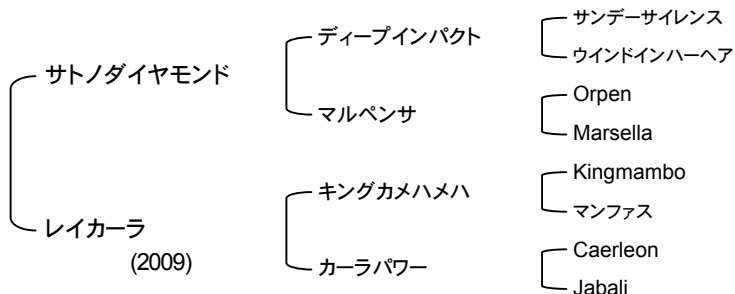 サトノダイヤモンド
レイカーラ
(2009)
ディープインパクト
マルペンサ
キングカメハメハ
カーラパワー
サンデーサイレンス
ウインドインハーヘア
Orpen
Marsella
Kingmambo
マンファス
Caerleon
Jabali